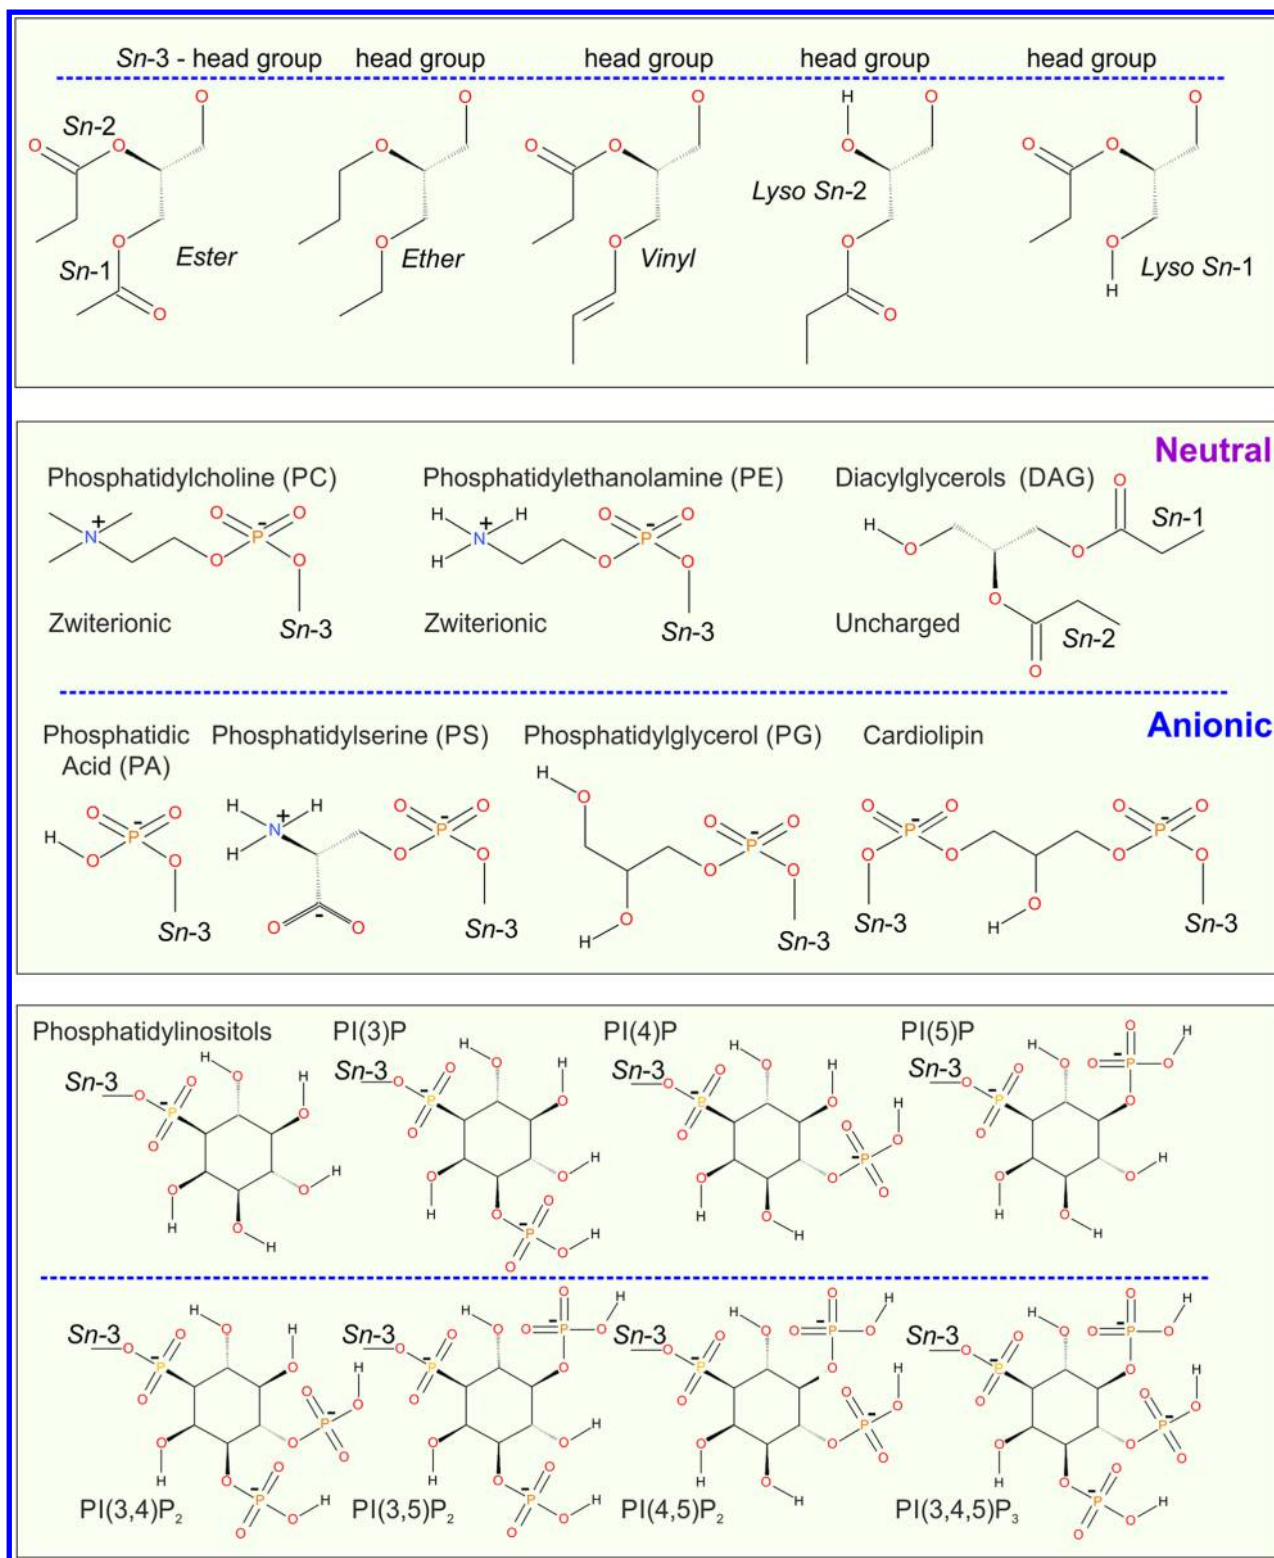 Sn-3 - head group head group head group head group head group
Sn-2
Sn-1
Ester
Ether
Vinyl
Lyso Sn-2
Lyso Sn-1
Neutral
Phosphatidylcholine (PC) Phosphatidylethanolamine (PE) Diacylglycerols (DAG)
Sn-1
Zwiterionic
Sn-3
Zwiterionic
Sn-3
Uncharged
Sn-2
Anionic
Phosphatidic
Acid (PA)
Phosphatidylserine (PS) Phosphatidylglycerol (PG) Cardiolipin
Sn-3
Sn-3
Sn-3
Sn-3
Sn-3
Phosphatidylinositols PI(3)P PI(4)P PI(5)P
Sn-3 Sn-3 Sn-3 Sn-3
Sn-3 Sn-3 Sn-3 Sn-3
PI(3,4)P2 PI(3,5)P2 PI(4,5)P2 PI(3,4,5)P3